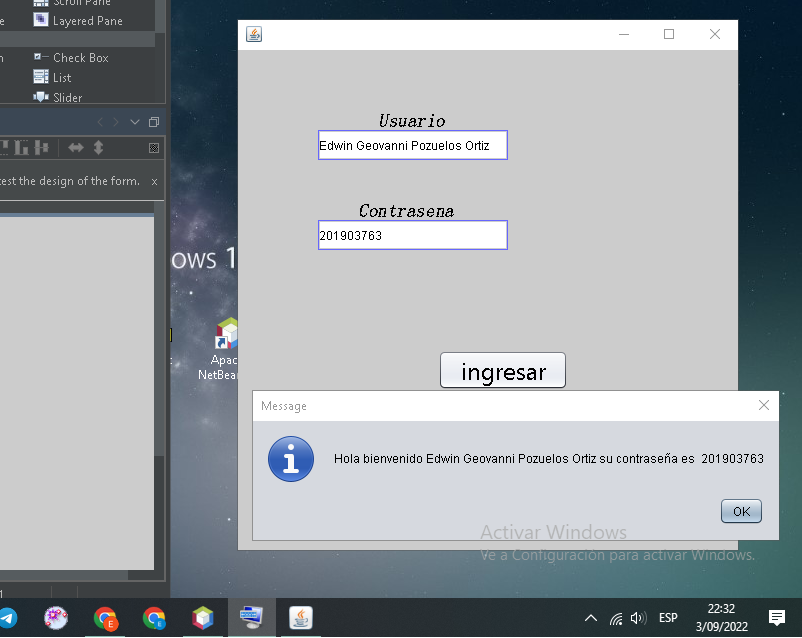 Scroll Pane
Layered Pane
Check Box
List
Slider
test the design of the form. x
ows 1
Apac
NetBea
Usuario
Edwin Geovanni Pozuelos Ortiz
Contrasena
201903763
ingresar
Message
Hola bienvenido Edwin Geovanni Pozuelos Ortiz su contraseña es 201903763
OK
Activar Windows
Ve a Configuración para activar Windows.
ESP
22:32
3/09/2022